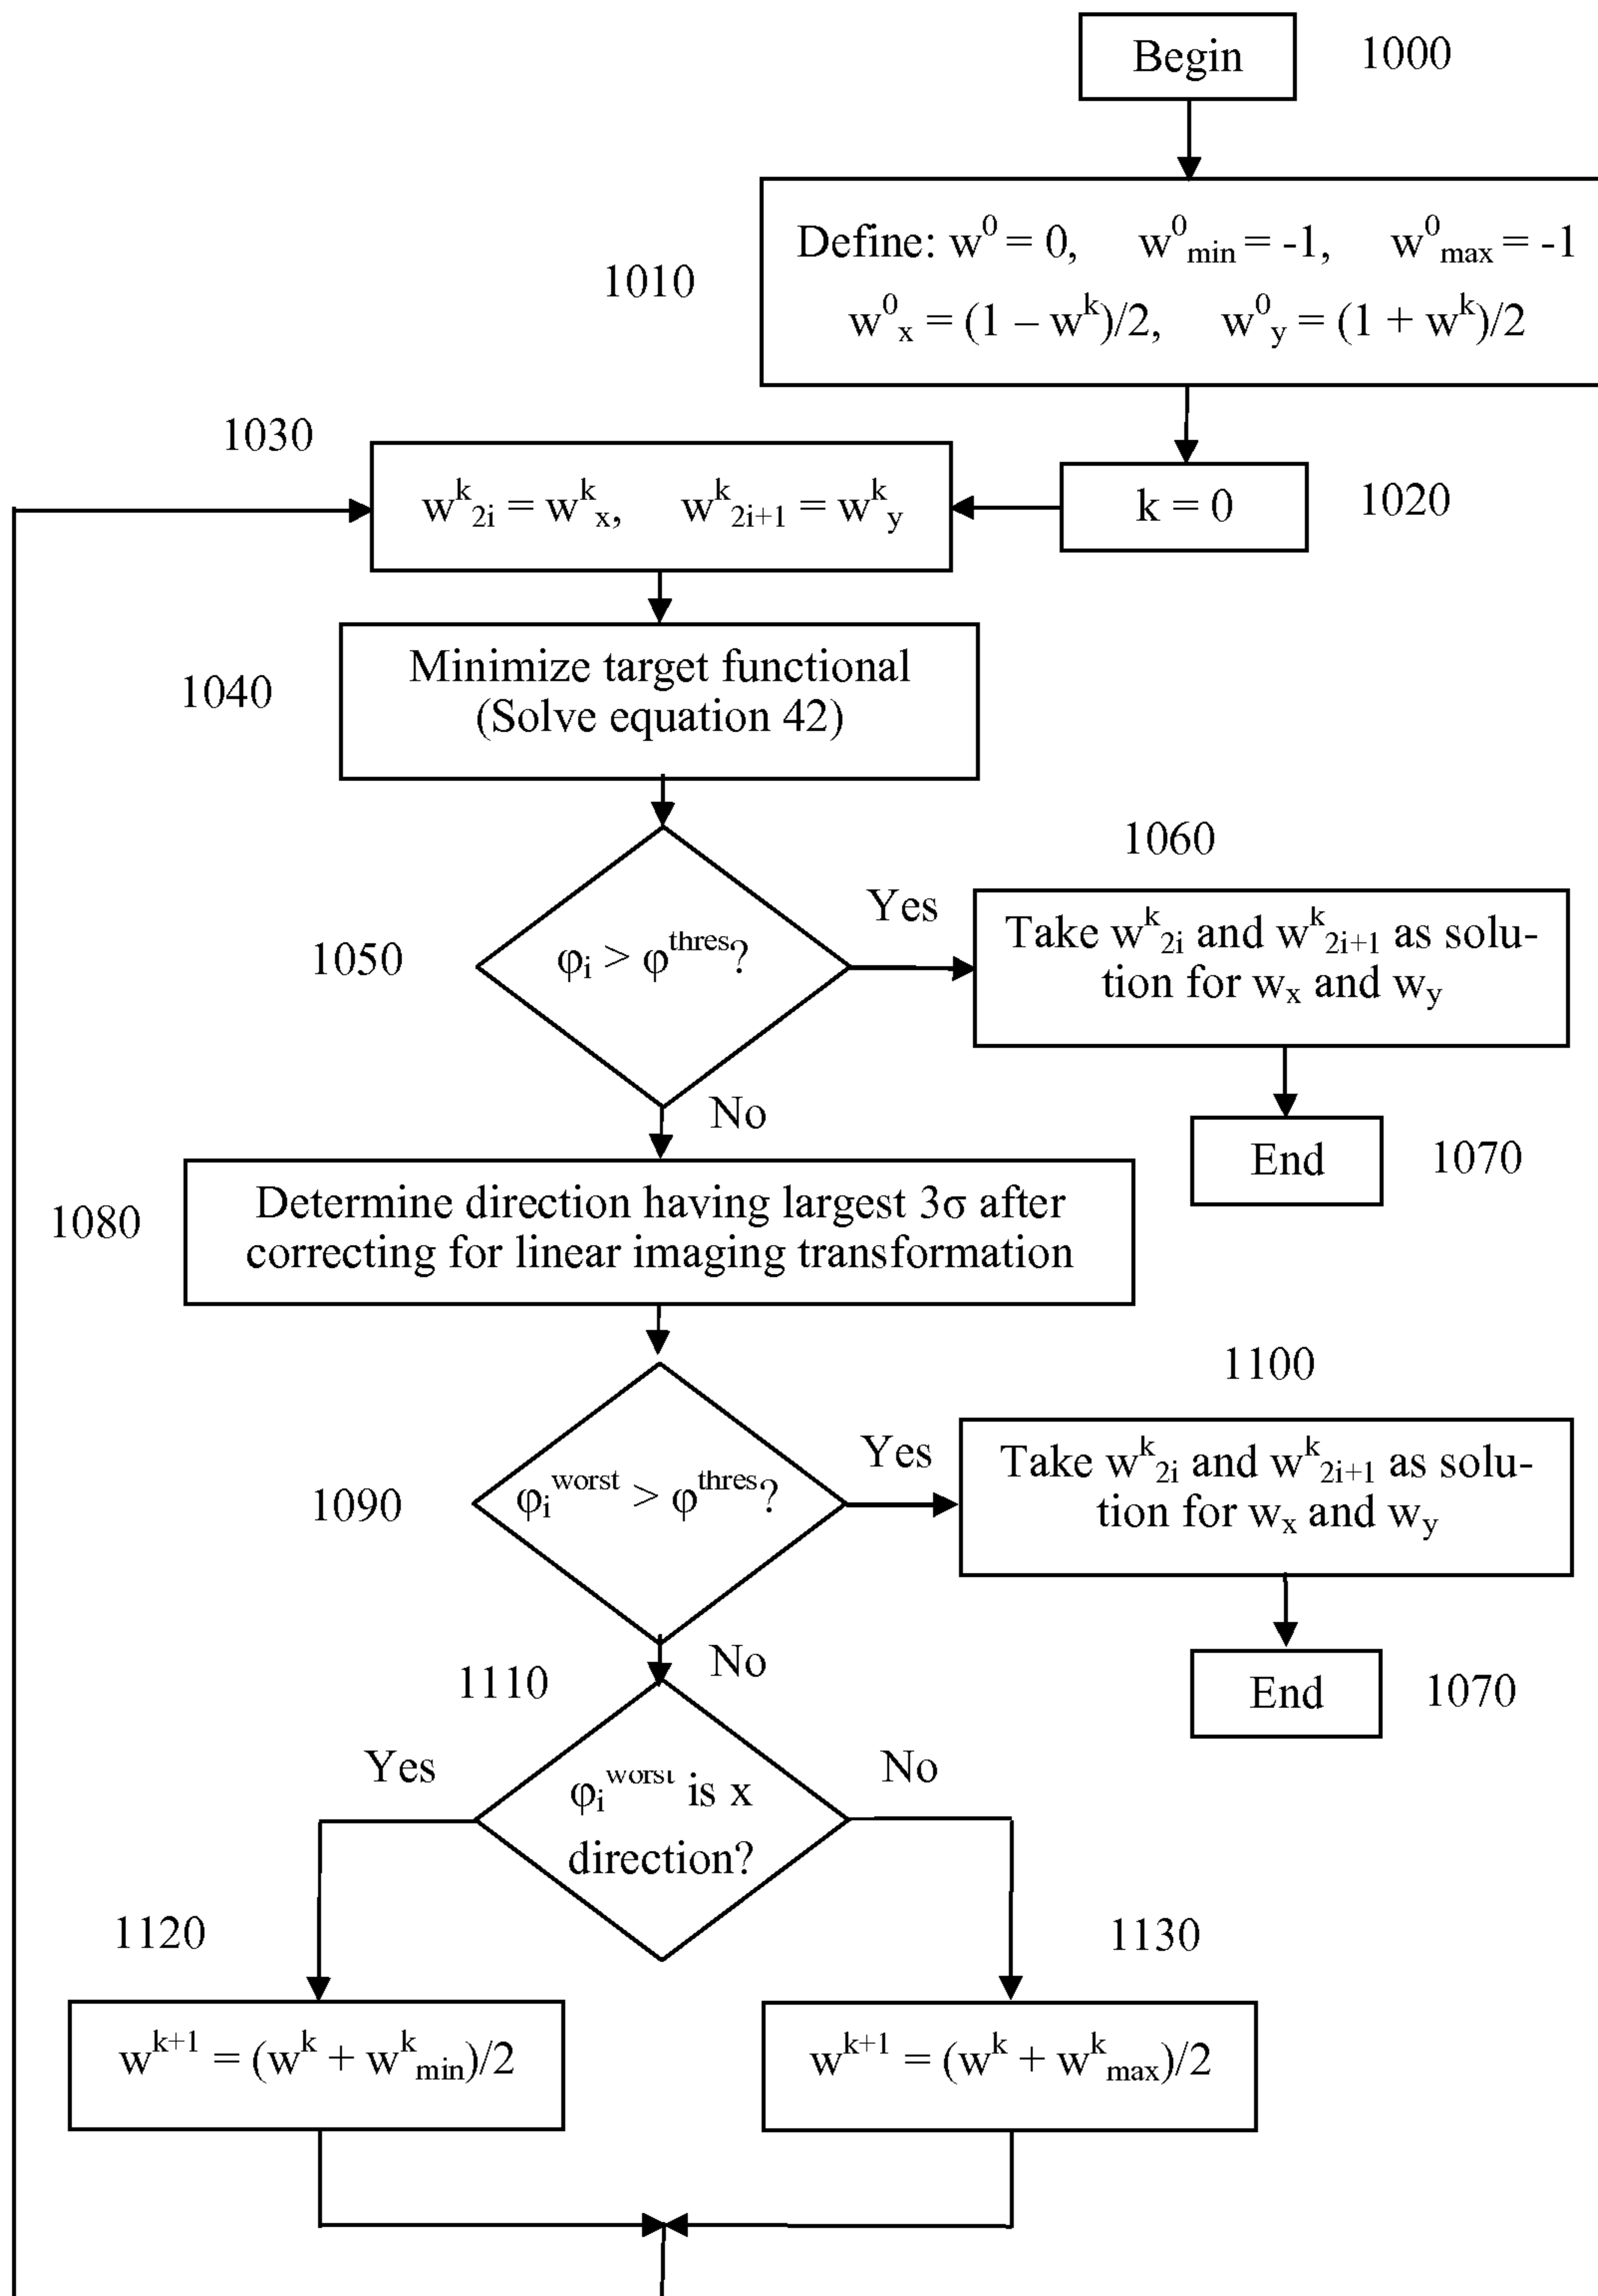 Begin
1000
Define: w⁰ = 0, w⁰min = -1, w⁰max = -1
1010
w⁰x = (1 – wᵏ)/2, w⁰y = (1 + wᵏ)/2
1030
wᵏ2i = wᵏx, wᵏ2i+1 = wᵏy
k = 0
1020
Minimize target functional
1040
(Solve equation 42)
1060
Yes
1050
φi > φthres?
Take wᵏ2i and wᵏ2i+1 as solu-
tion for wx and wy
No
End
1070
1080
Determine direction having largest 3σ after
correcting for linear imaging transformation
1100
Yes
1090
φiworst > φthres?
Take wᵏ2i and wᵏ2i+1 as solu-
tion for wx and wy
No
1110
End
1070
Yes
No
φiworst is x
direction?
1120
1130
wᵏ⁺¹ = (wᵏ + wᵏmin)/2
wᵏ⁺¹ = (wᵏ + wᵏmax)/2